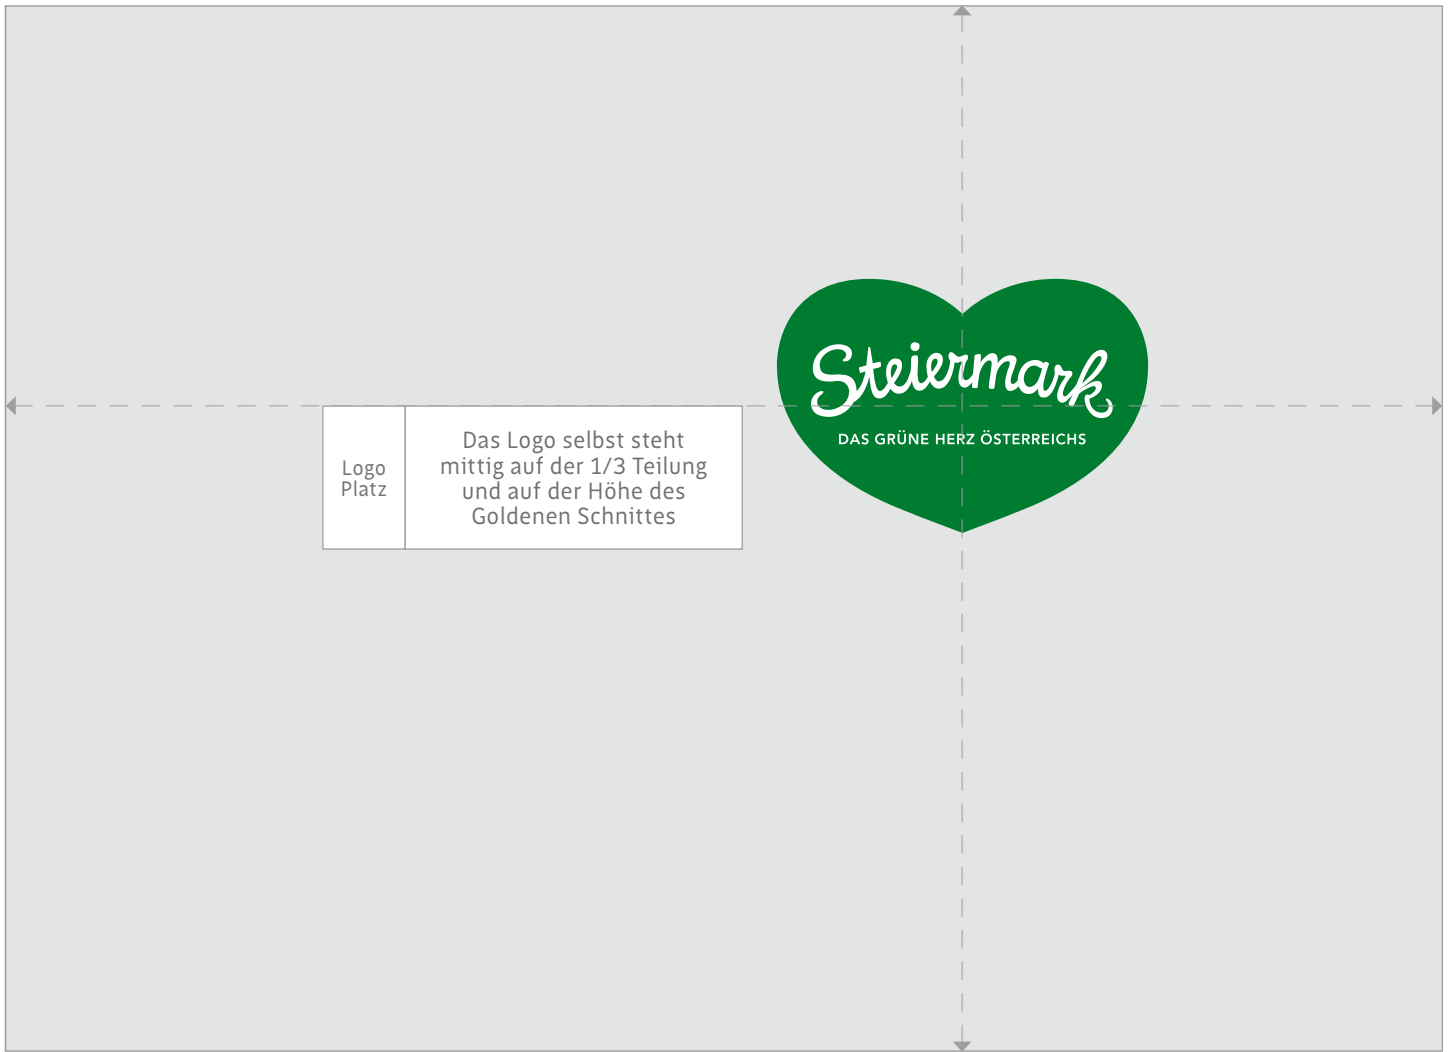 Steiermark
DAS GRÜNE HERZ ÖSTERREICHS
Logo
Platz
Das Logo selbst steht
mittig auf der 1/3 Teilung
und auf der Höhe des
Goldenen Schnittes